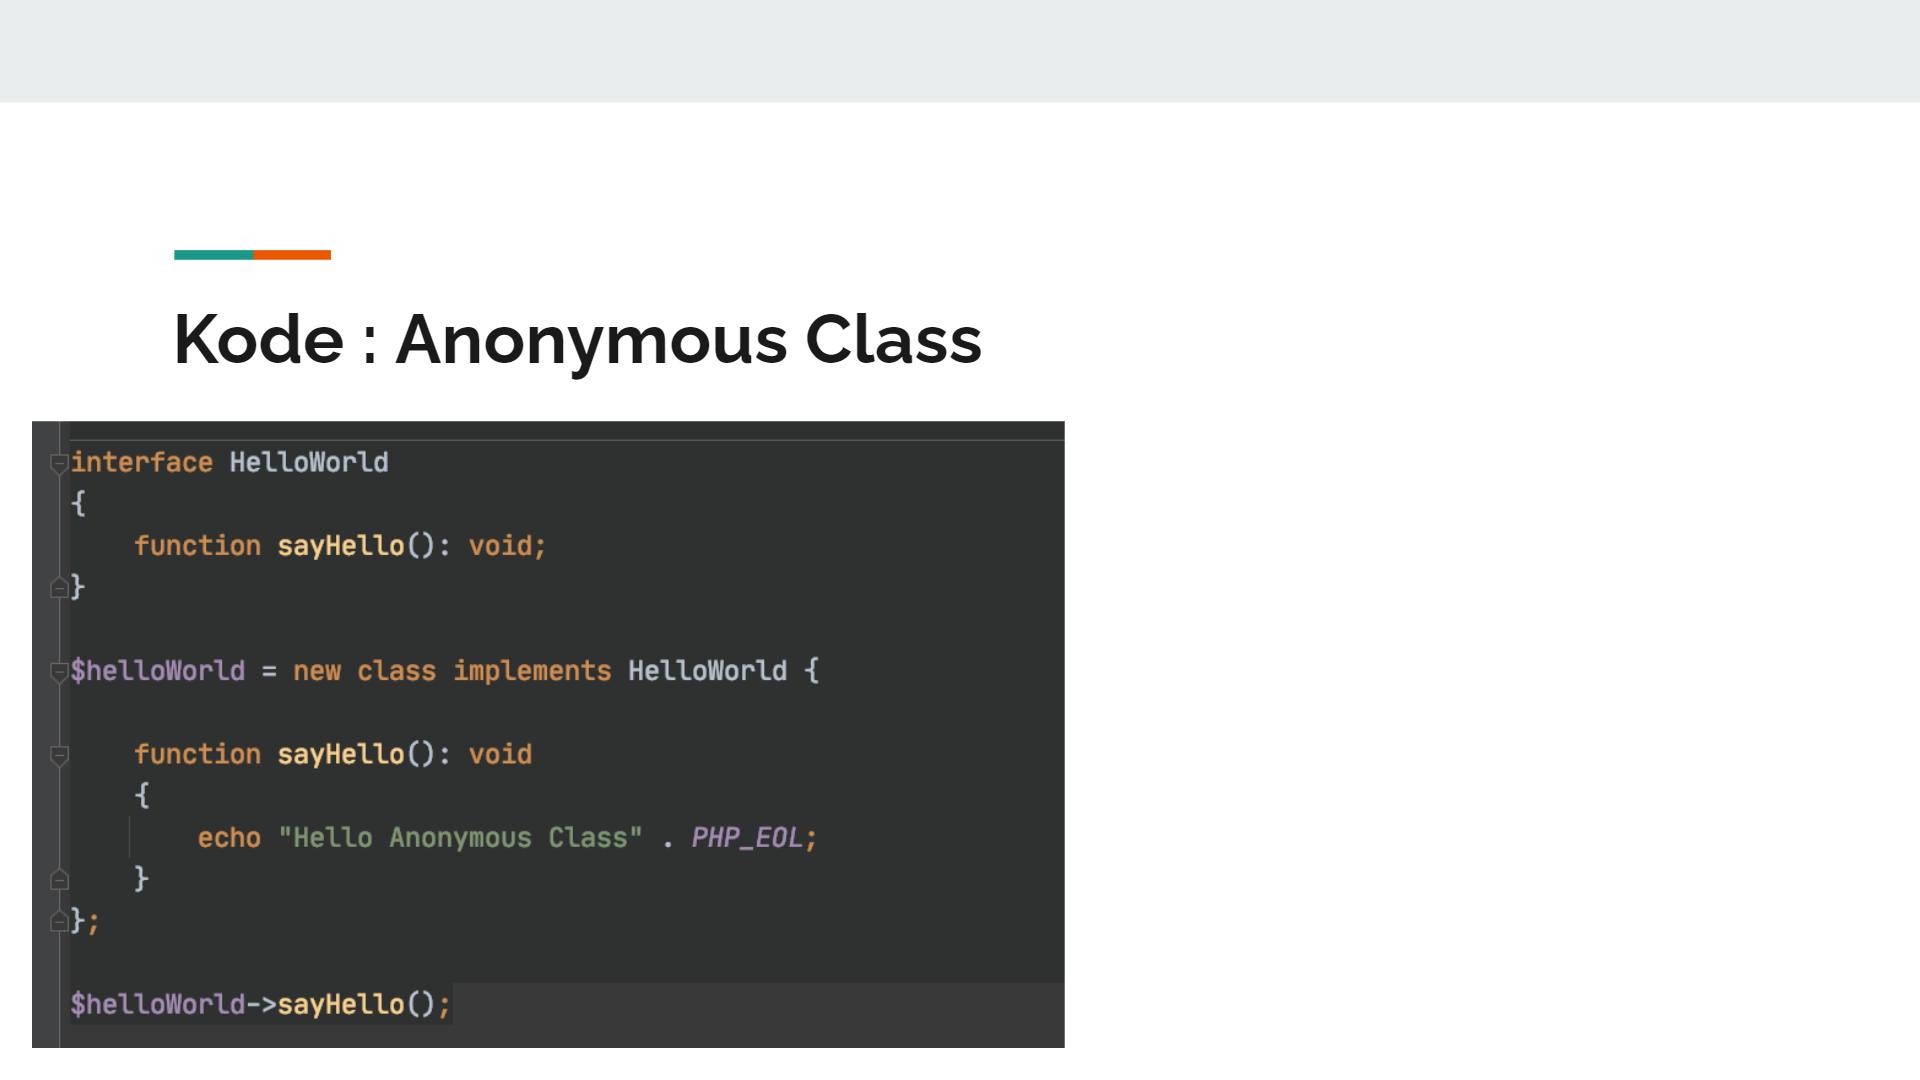 Kode : Anonymous Class
interface HelloWorld
{
    function sayHello(): void;
}
$helloWorld = new class implements HelloWorld {
    function sayHello(): void
    {
        echo "Hello Anonymous Class" . PHP_EOL;
    }
};
$helloWorld->sayHello();